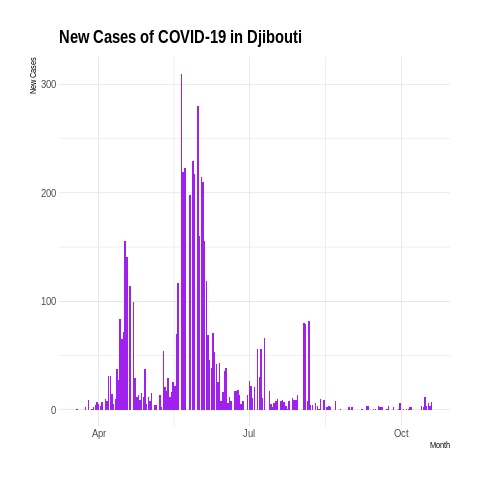 New Cases of COVID-19 in Djibouti
New Cases
300
200
100
0
Apr
Jul
Oct
Month